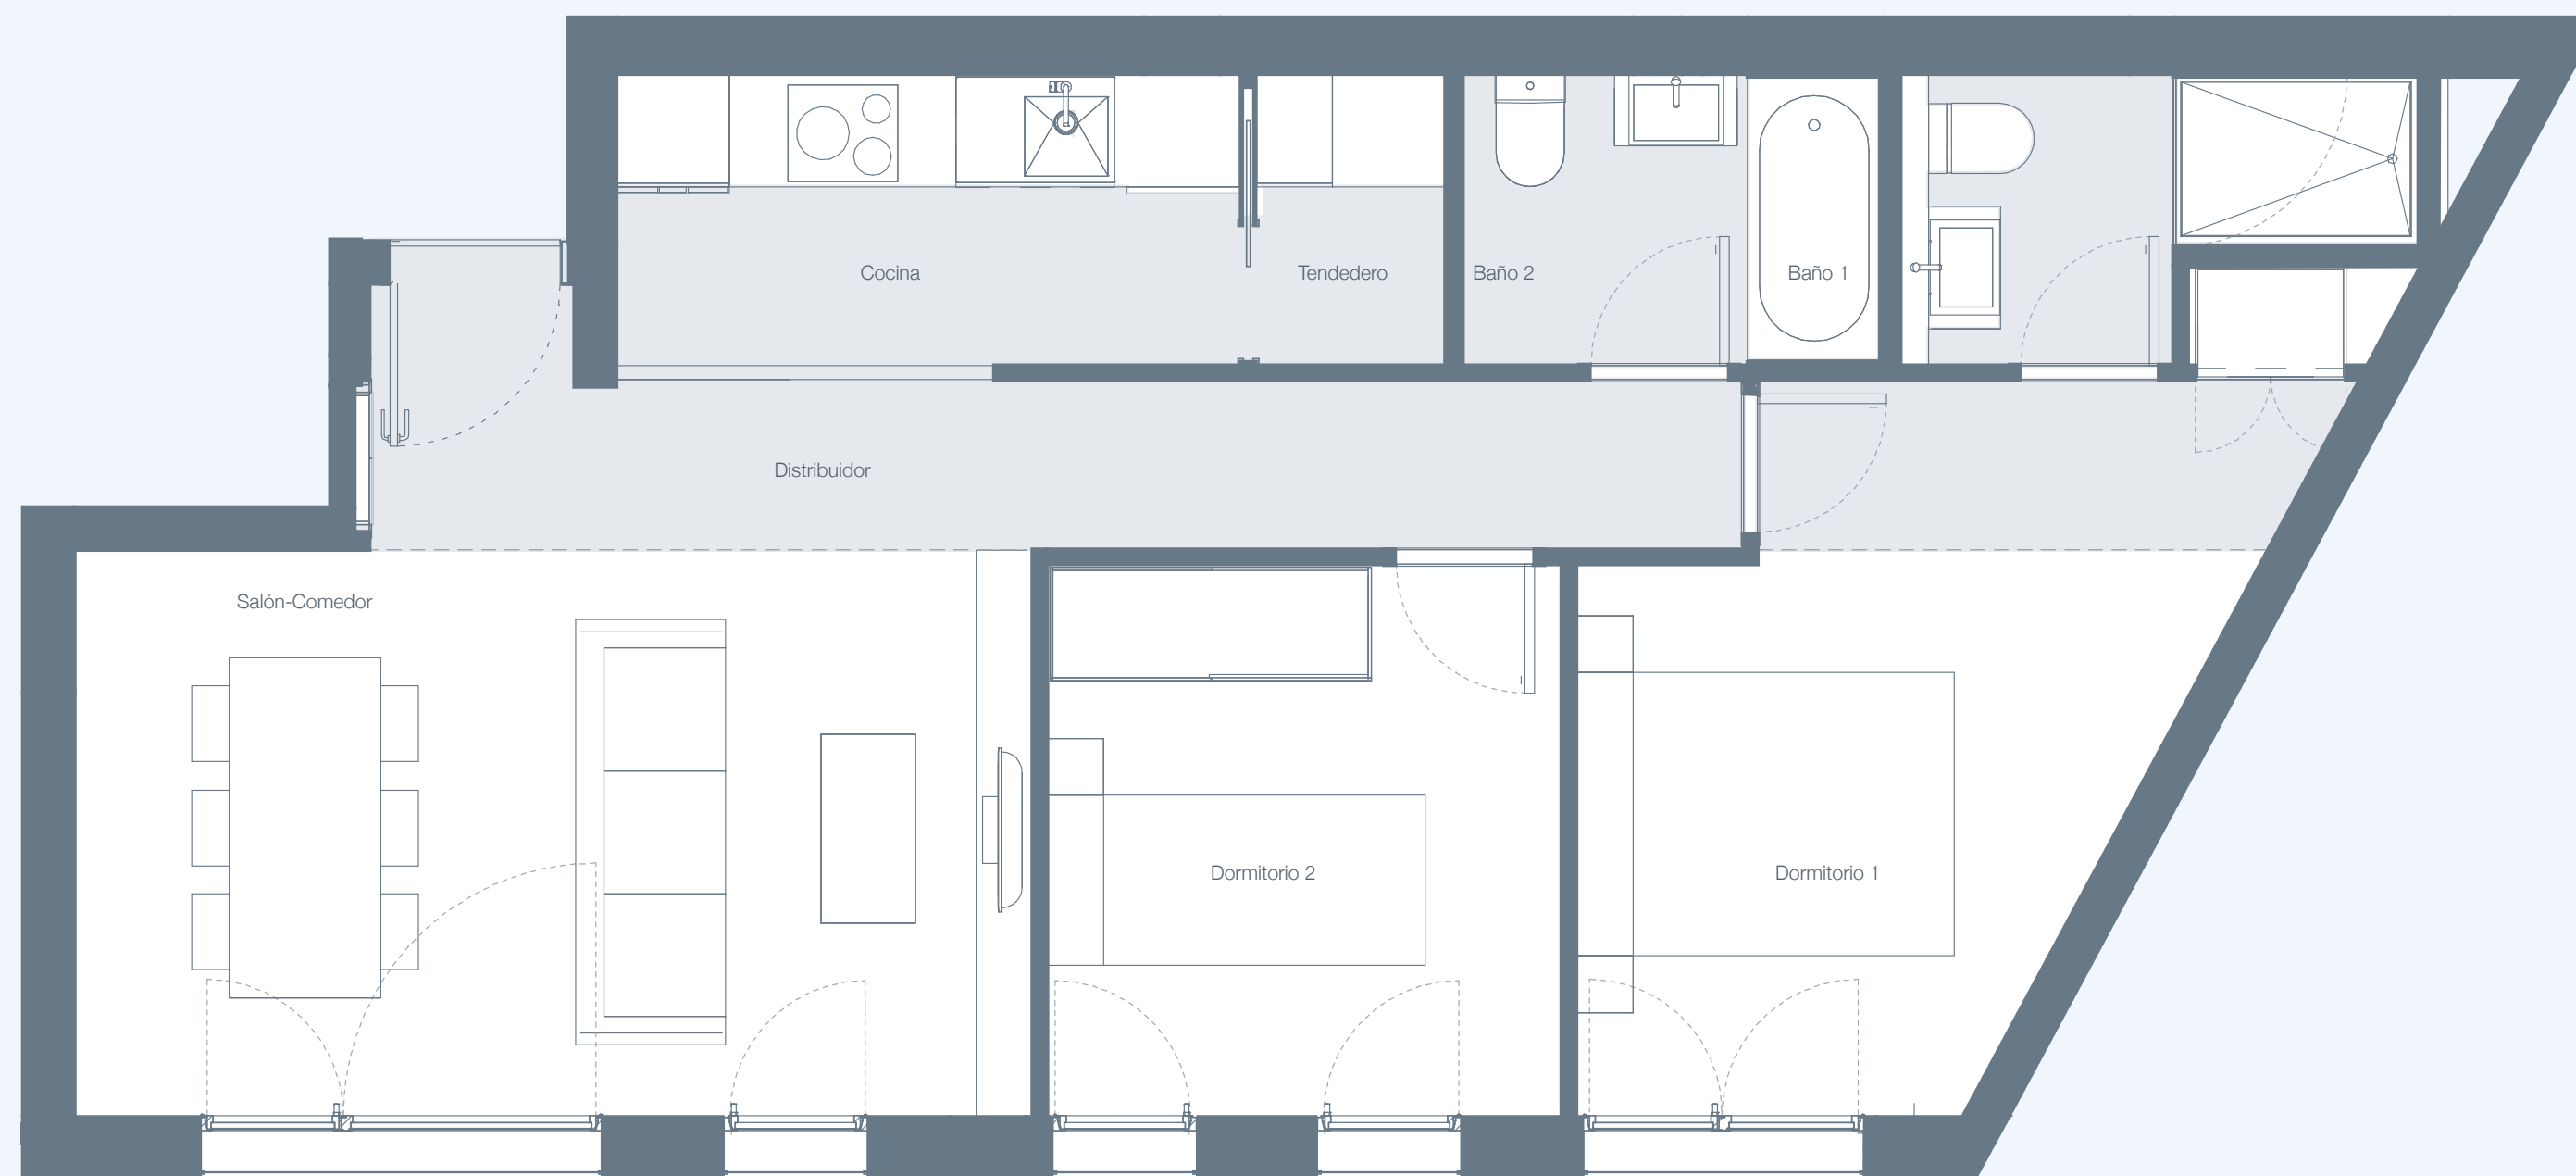 Cocina
Tendedero
Baño 2
Baño 1
Distribuidor
Salón-Comedor
Dormitorio 2
Dormitorio 1